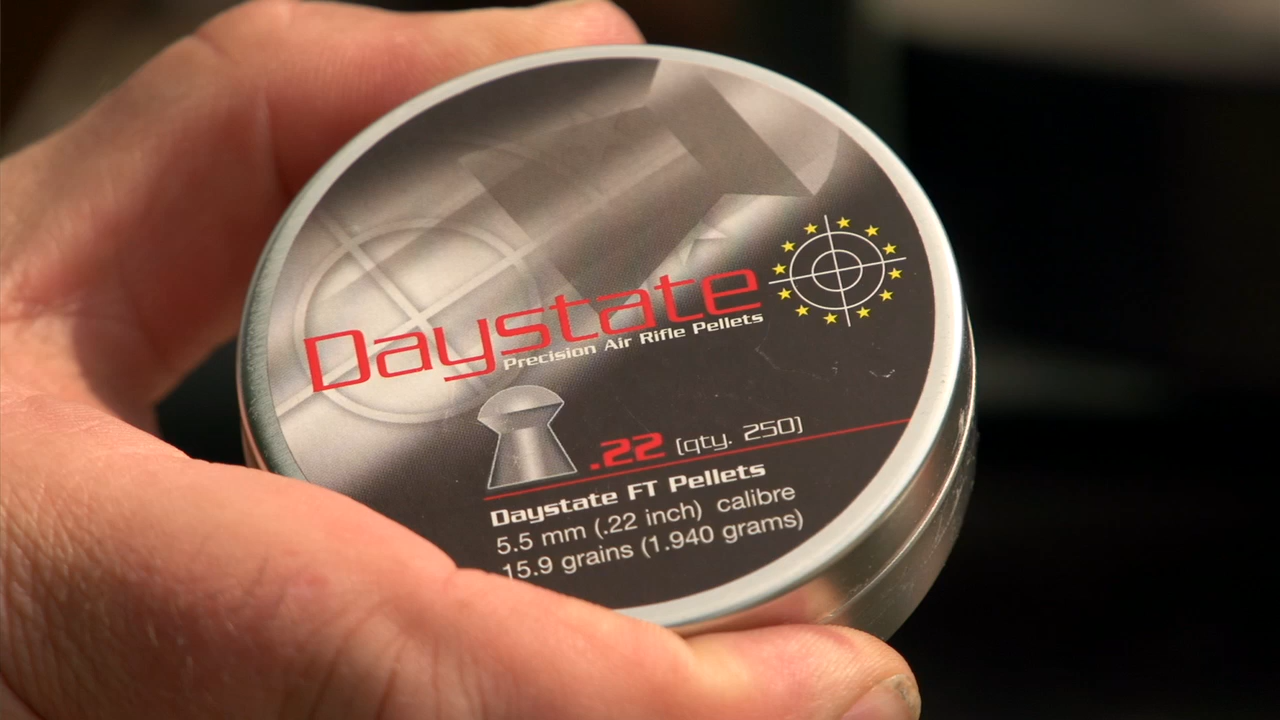 Daystate
Precision Air Rifle Pellets
.22 (qty. 250)
Daystate FT Pellets
5.5 mm (.22 inch) calibre
15.9 grains (1.940 grams)